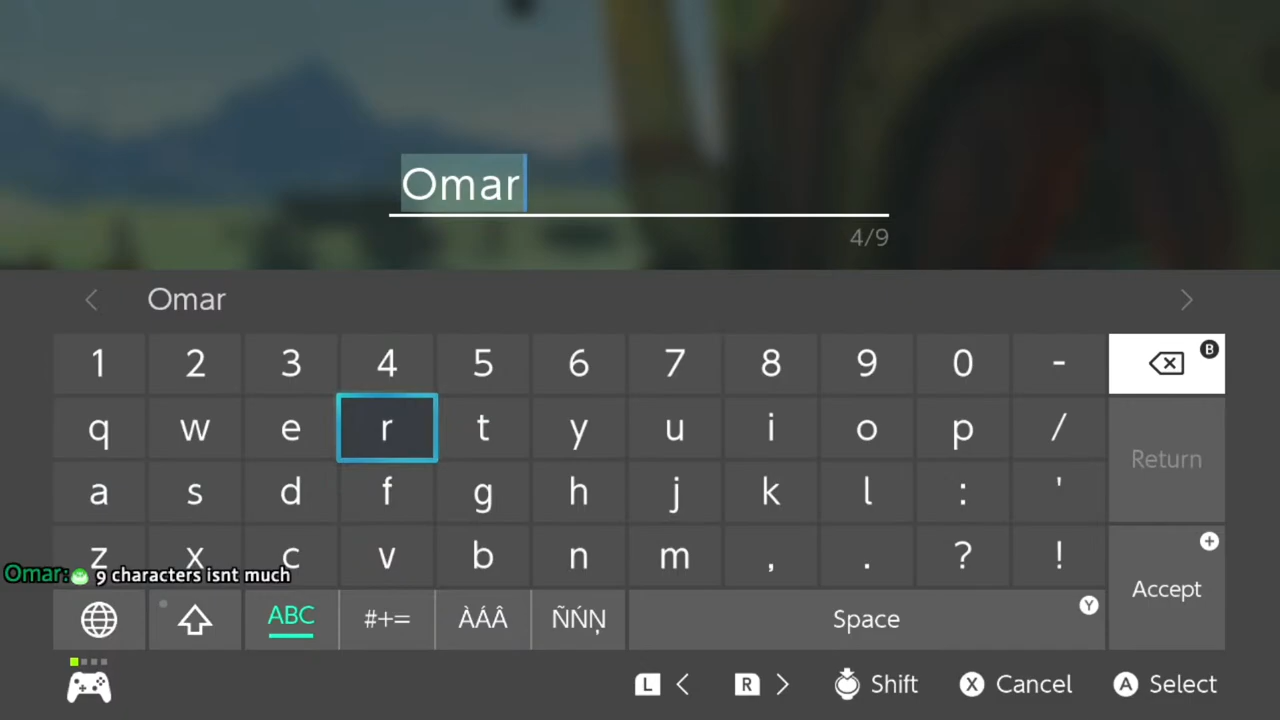 Omar
4/9
Omar
1 2 3 4 5 6 7 8 9 0 - B
q w e r t y u i o p /
Return
a s d f g h j k l : '
z x c v b n m , . ? ! +
Omar: 9 characters isnt much
Accept
ABC #+= ÀÁÂ ÑŃŅ Space Y
L < R > Shift X Cancel A Select